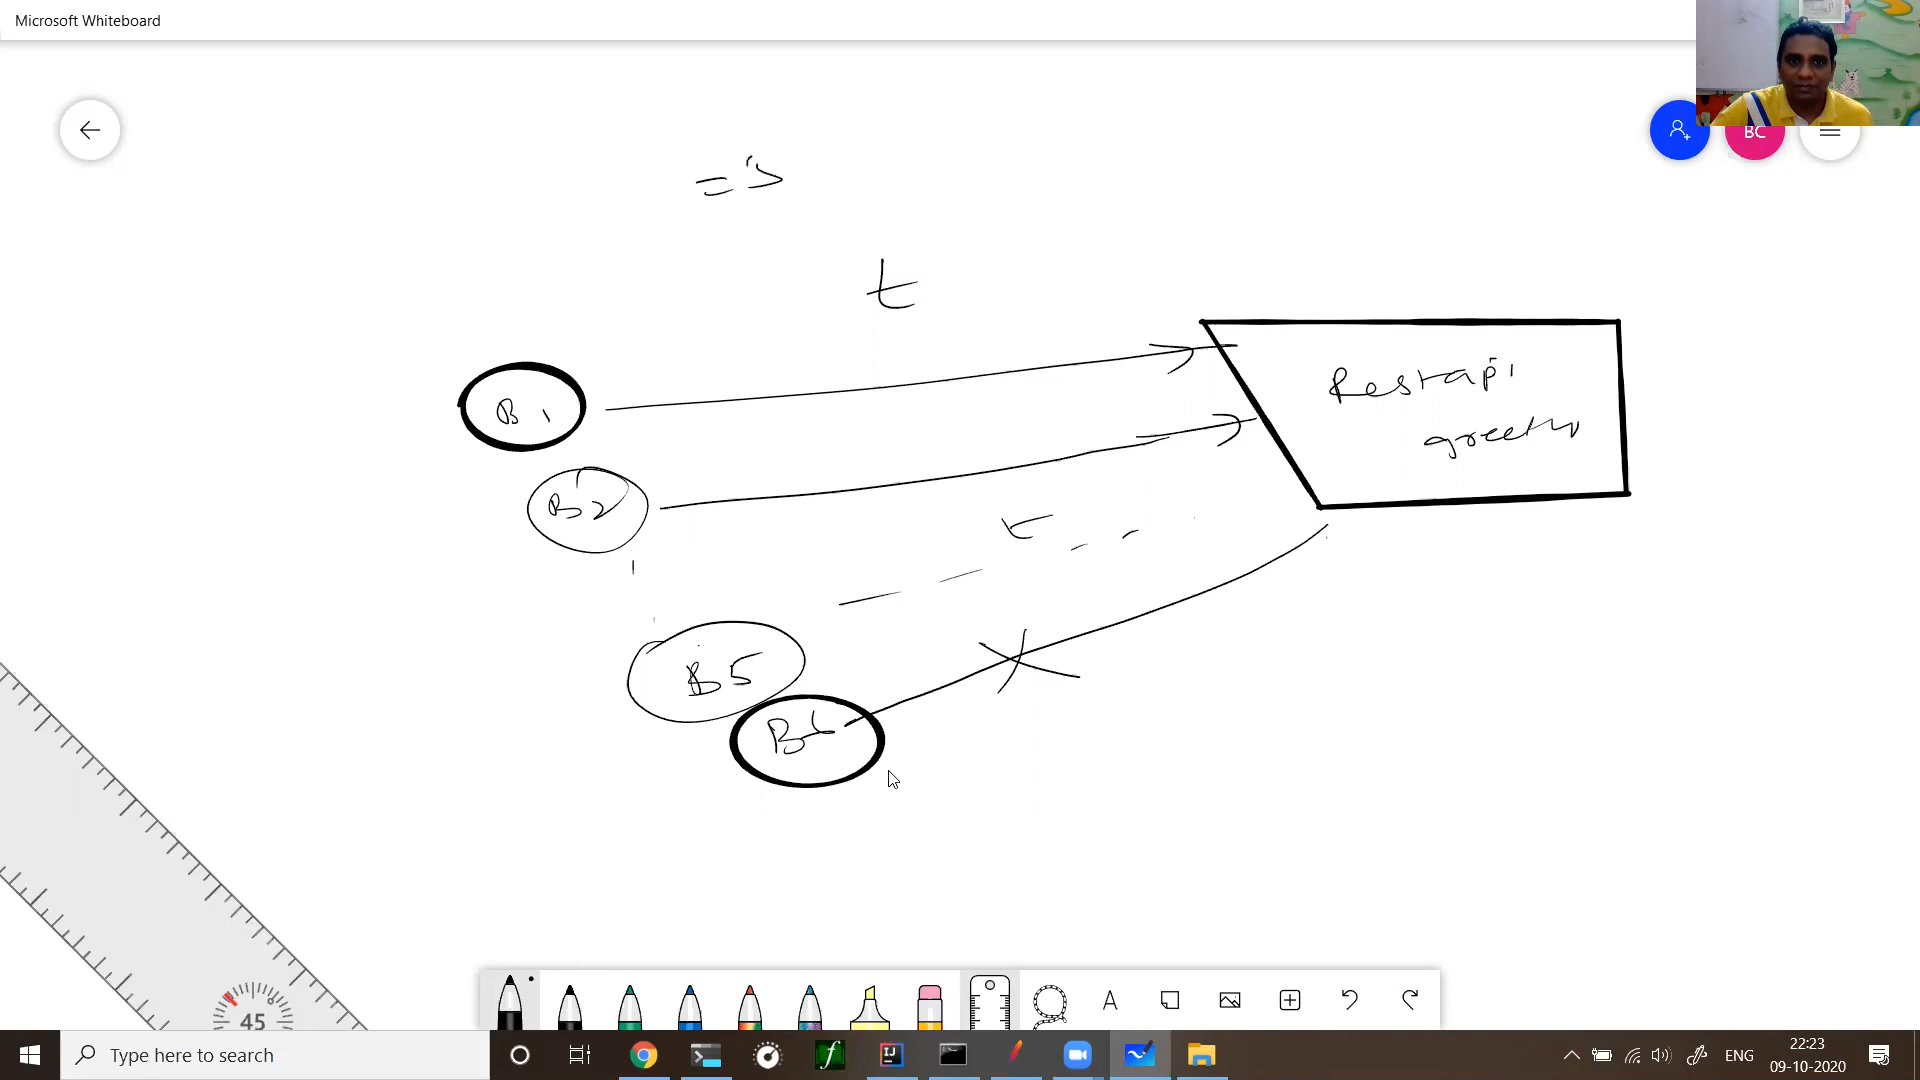 Microsoft Whiteboard
BC
t
B1
Restapi
B2
t
B5
B6
45
A
Type here to search
ENG
22:23
09-10-2020